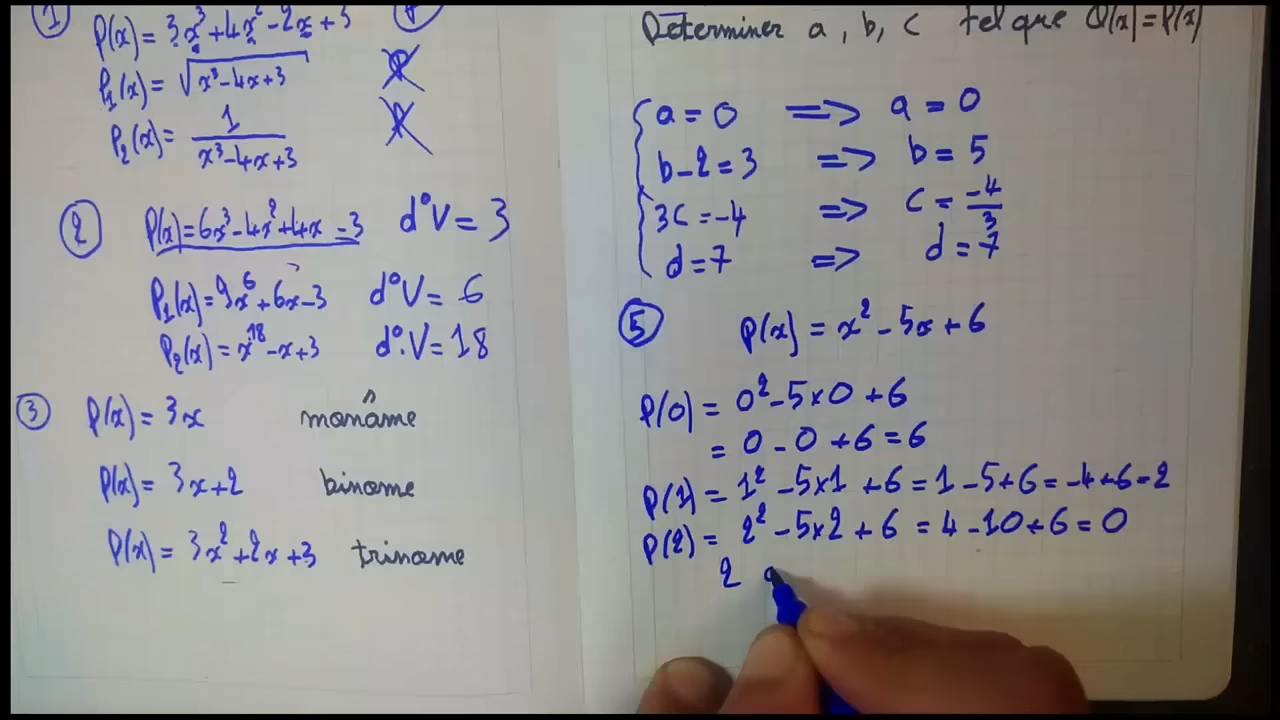 1
P(x) = 3x³ + 4x² - 2x + 3
P₁(x) = √(x³ - 4x + 3)
P₂(x) = 1/(x³ - 4x + 3)
2 P(x) = 6x³ - 4x² + 4x - 3 d°V = 3
P₁(x) = 9x⁶ + 6x - 3 d°V = 6
P₂(x) = x¹⁸ - x + 3 d°.V = 18
3 P(x) = 3x monôme
P(x) = 3x + 2 binome
P(x) = 3x² + 2x + 3 trinome
Determiner a, b, c tel que Q(x) = P(x)
a = 0 => a = 0
b - 2 = 3 => b = 5
3c = -4 => c = -4/3
d = 7 => d = 7
5 P(x) = x² - 5x + 6
P(0) = 0² - 5×0 + 6
= 0 - 0 + 6 = 6
P(1) = 1² - 5×1 + 6 = 1 - 5 + 6 = -4 + 6 = 2
P(2) = 2² - 5×2 + 6 = 4 - 10 + 6 = 0
2